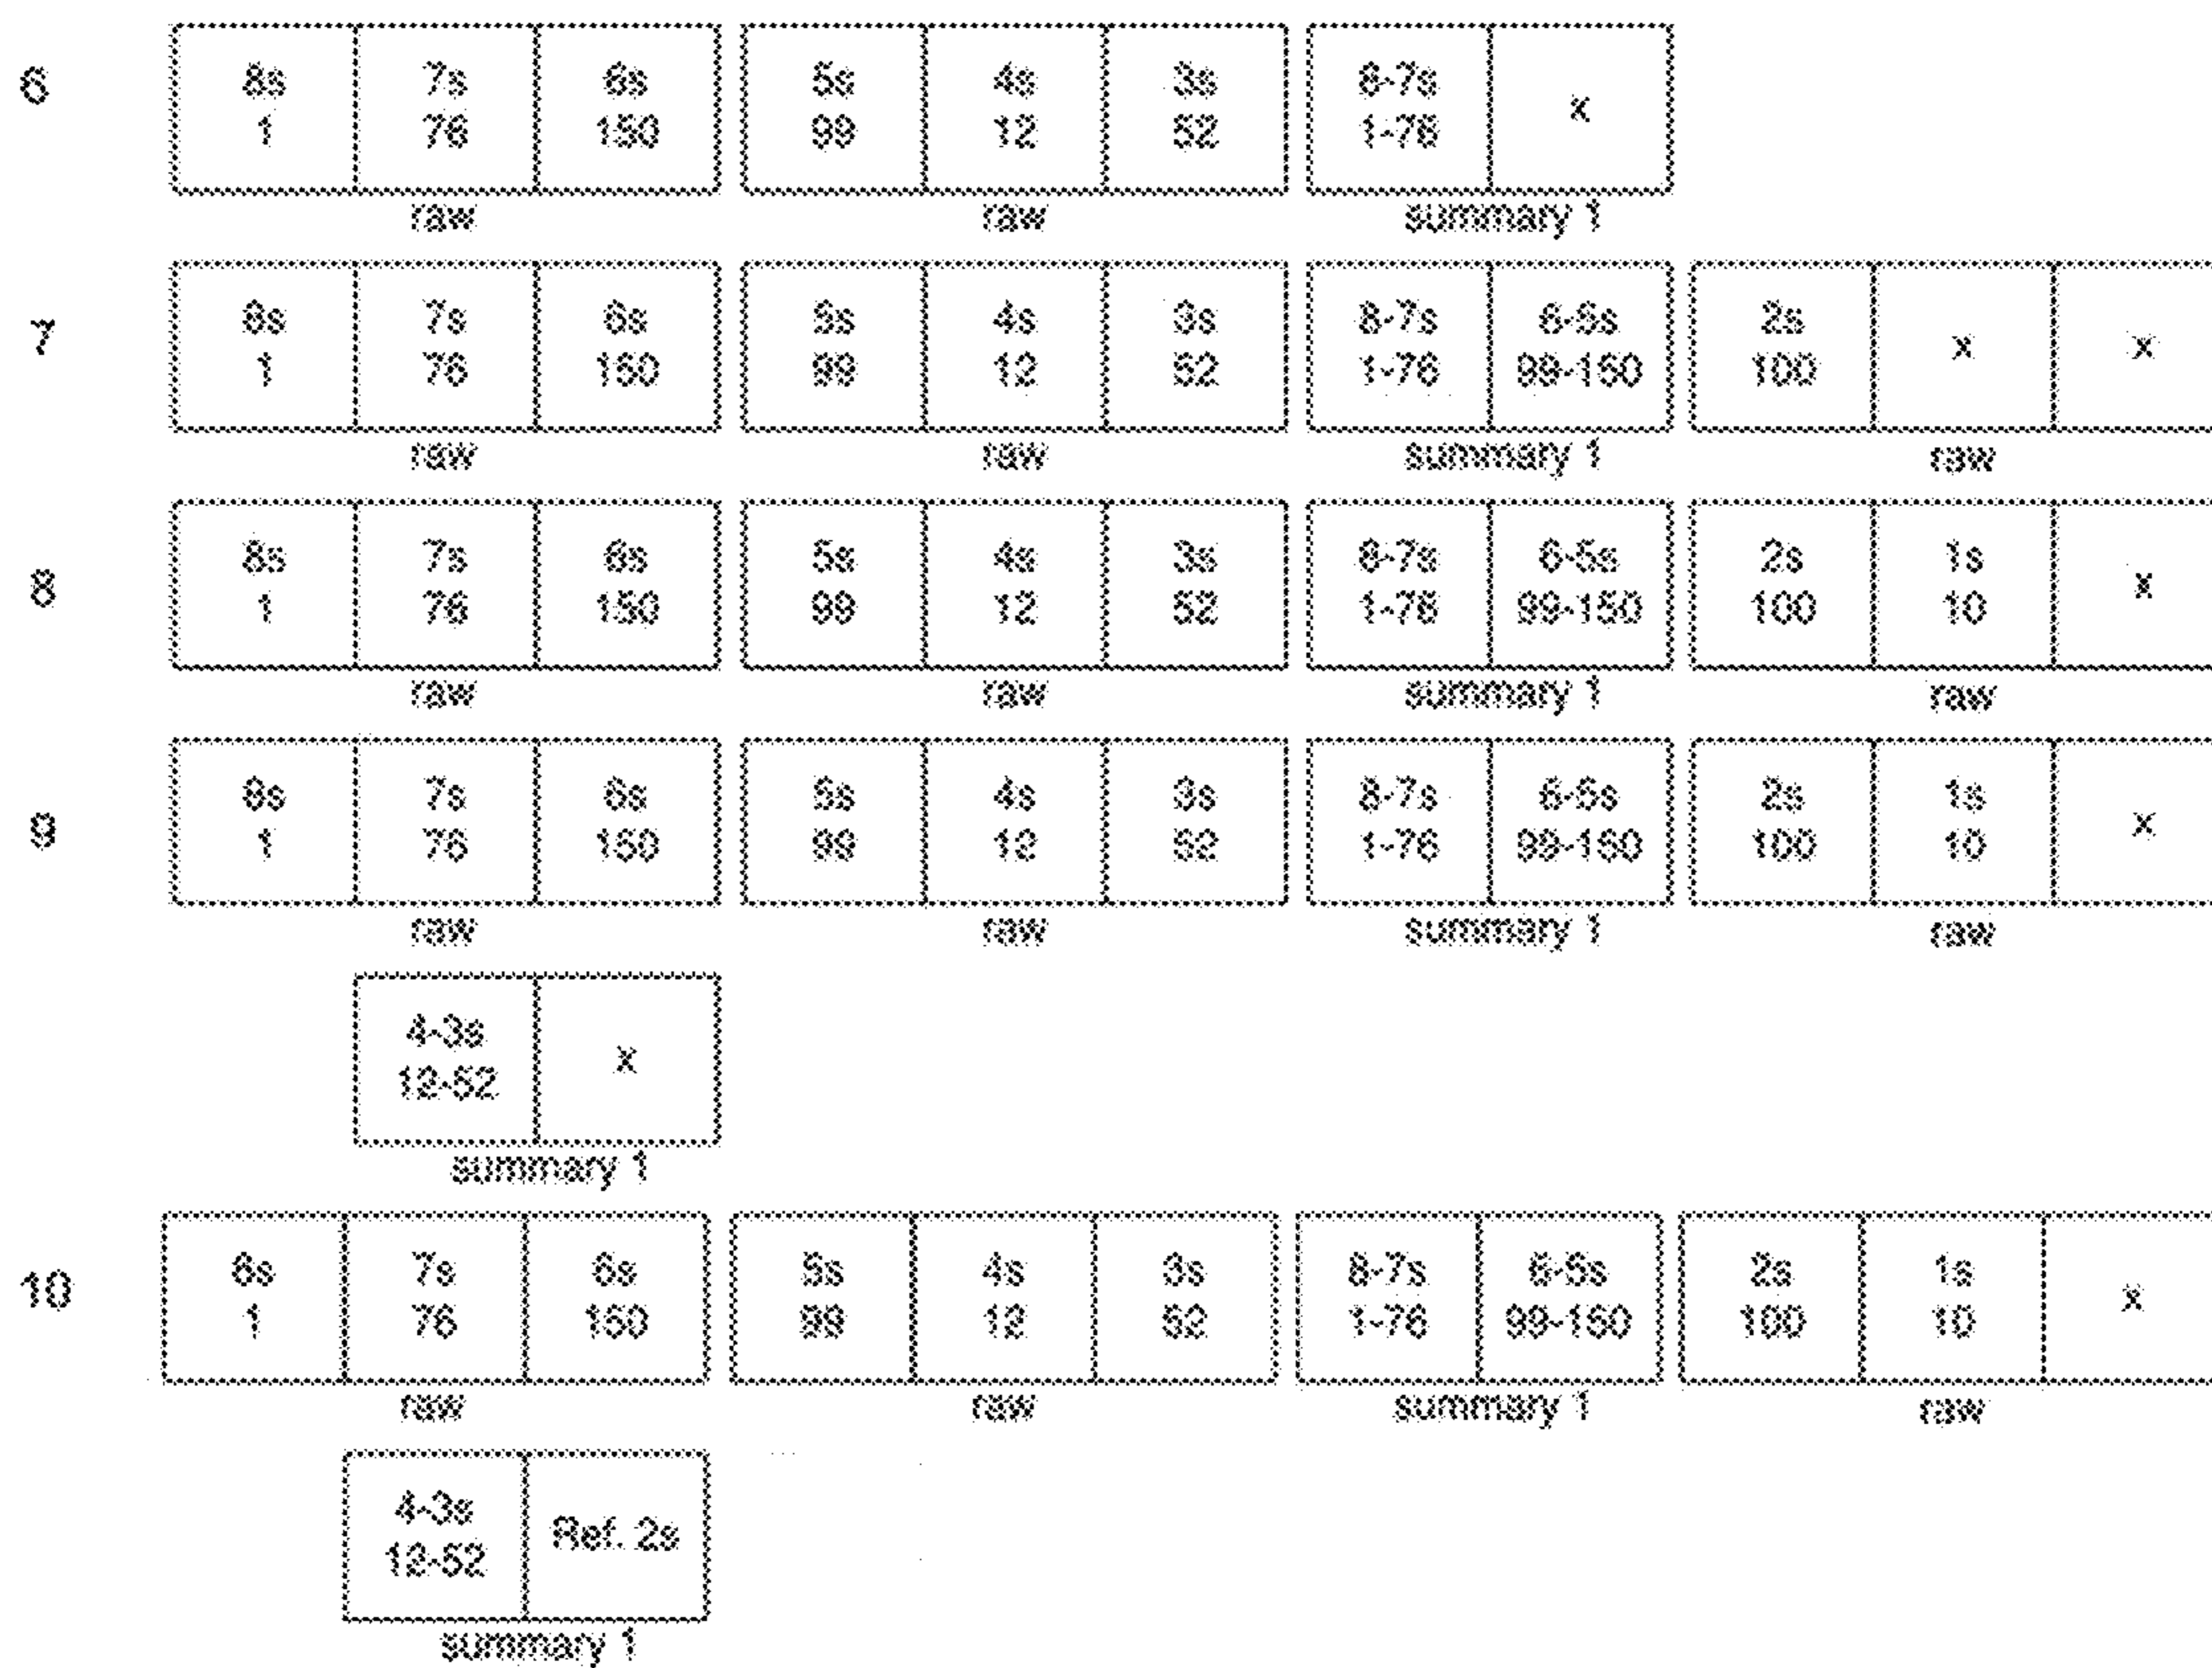 6
8s 7s 6s 5s 4s 3s 8-7s x
1 76 150 99 12 52 1-76
raw raw summary 1
7
8s 7s 6s 5s 4s 3s 8-7s 6-5s 2s x x
1 76 150 99 12 52 1-76 99-150 100
raw raw summary 1 raw
8
8s 7s 6s 5s 4s 3s 8-7s 6-5s 2s 1s x
1 76 150 99 12 52 1-76 99-150 100 10
raw raw summary 1 raw
9
8s 7s 6s 5s 4s 3s 8-7s 6-5s 2s 1s x
1 76 150 99 12 52 1-76 99-150 100 10
raw raw summary 1 raw
4-3s x
12-52
summary 1
10
8s 7s 6s 5s 4s 3s 8-7s 6-5s 2s 1s x
1 76 150 99 12 52 1-76 99-150 100 10
raw raw summary 1 raw
4-3s Ref. 2s
12-52
summary 1